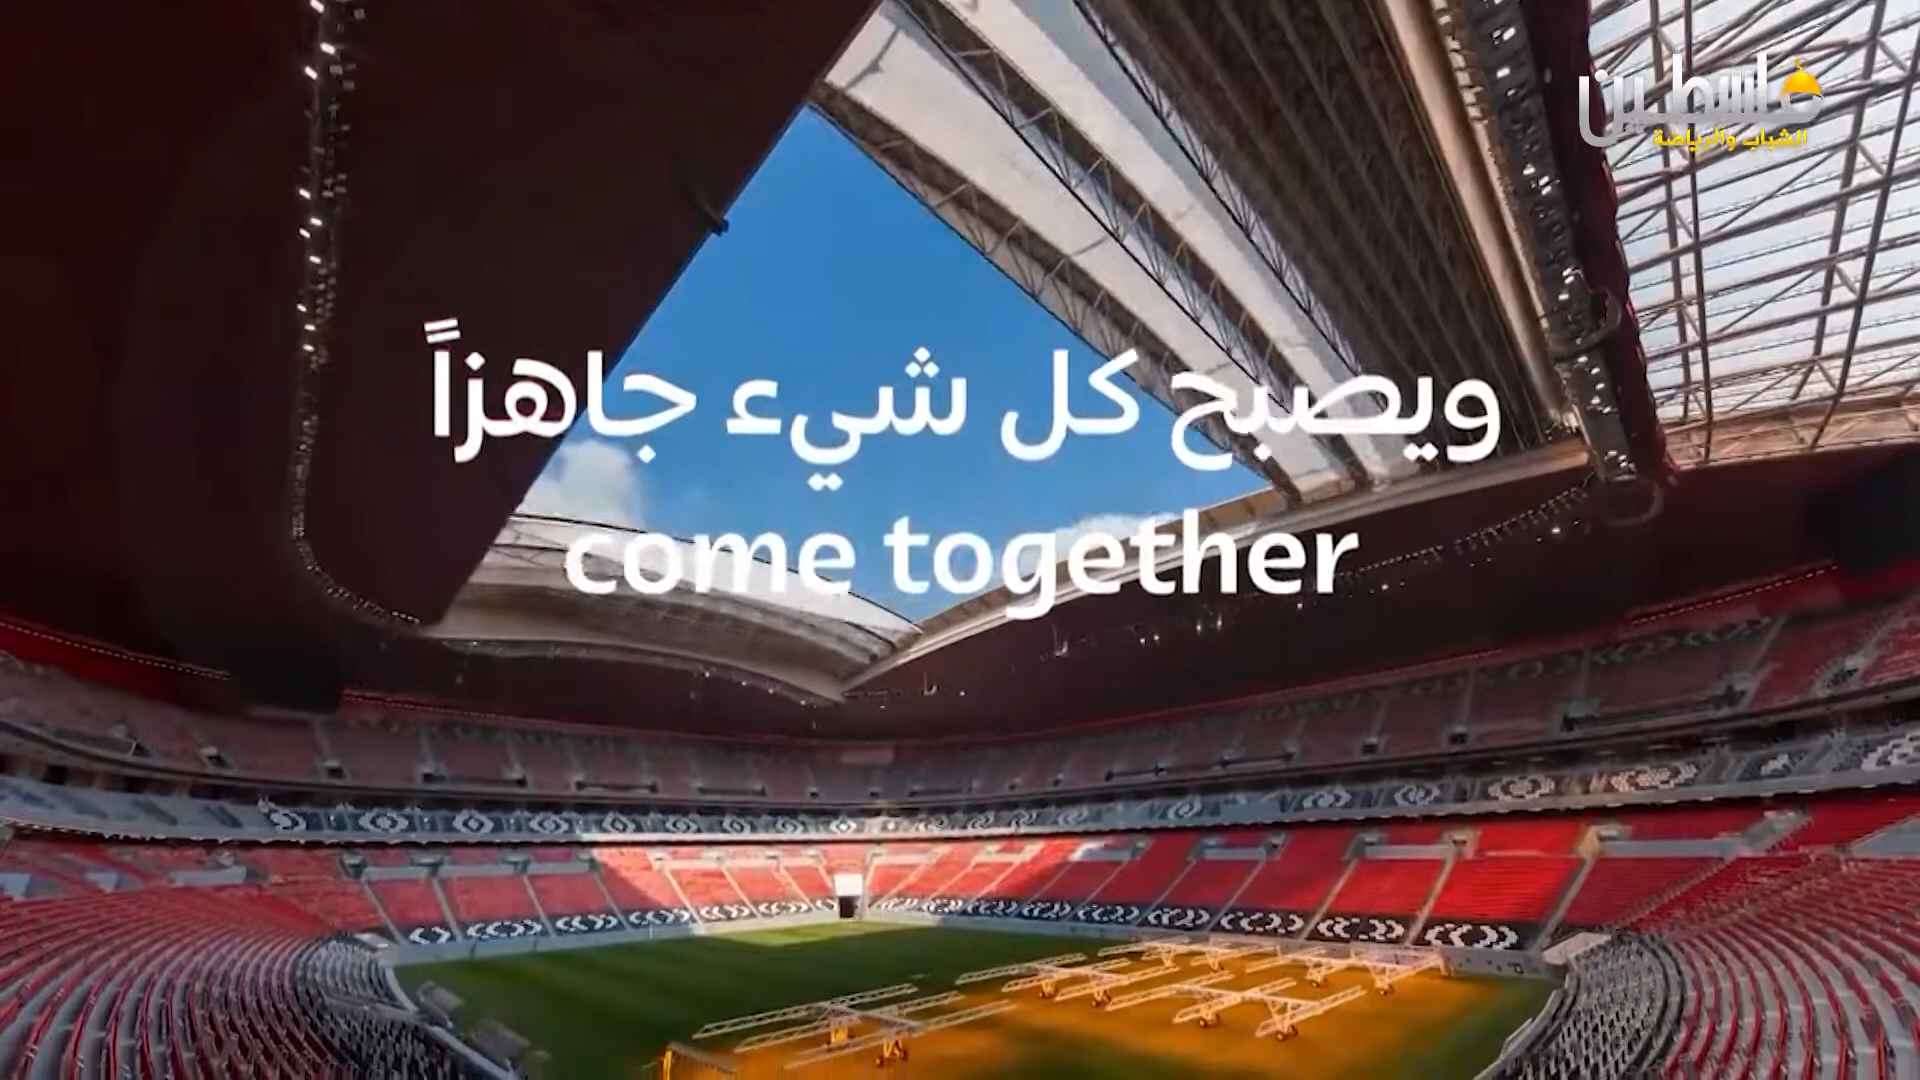 فلسطين
الشباب والرياضة
ويصبح كل شيء جاهزاً
come together